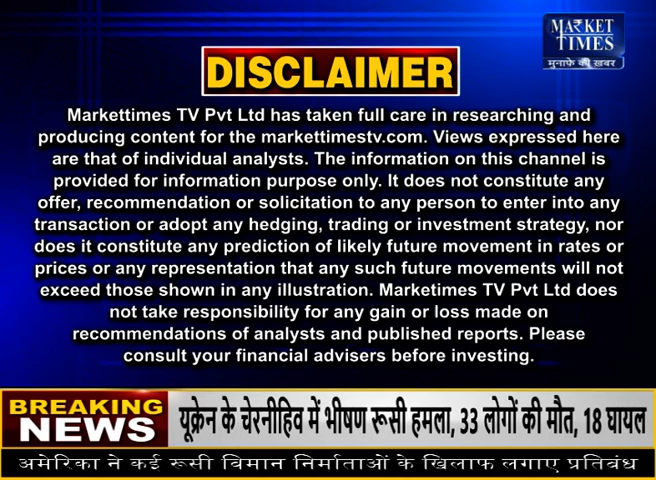 MARKET
TIMES
मुनाफे की ख़बर
DISCLAIMER
Markettimes TV Pvt Ltd has taken full care in researching and
producing content for the markettimestv.com. Views expressed here
are that of individual analysts. The information on this channel is
provided for information purpose only. It does not constitute any
offer, recommendation or solicitation to any person to enter into any
transaction or adopt any hedging, trading or investment strategy, nor
does it constitute any prediction of likely future movement in rates or
prices or any representation that any such future movements will not
exceed those shown in any illustration. Marketimes TV Pvt Ltd does
not take responsibility for any gain or loss made on
recommendations of analysts and published reports. Please
consult your financial advisers before investing.
BREAKING
NEWS
यूक्रेन के चेरनीहिव में भीषण रूसी हमला, 33 लोगों की मौत, 18 घायल
अमेरिका ने कई रूसी विमान निर्माताओं के खिलाफ लगाए प्रतिबंध